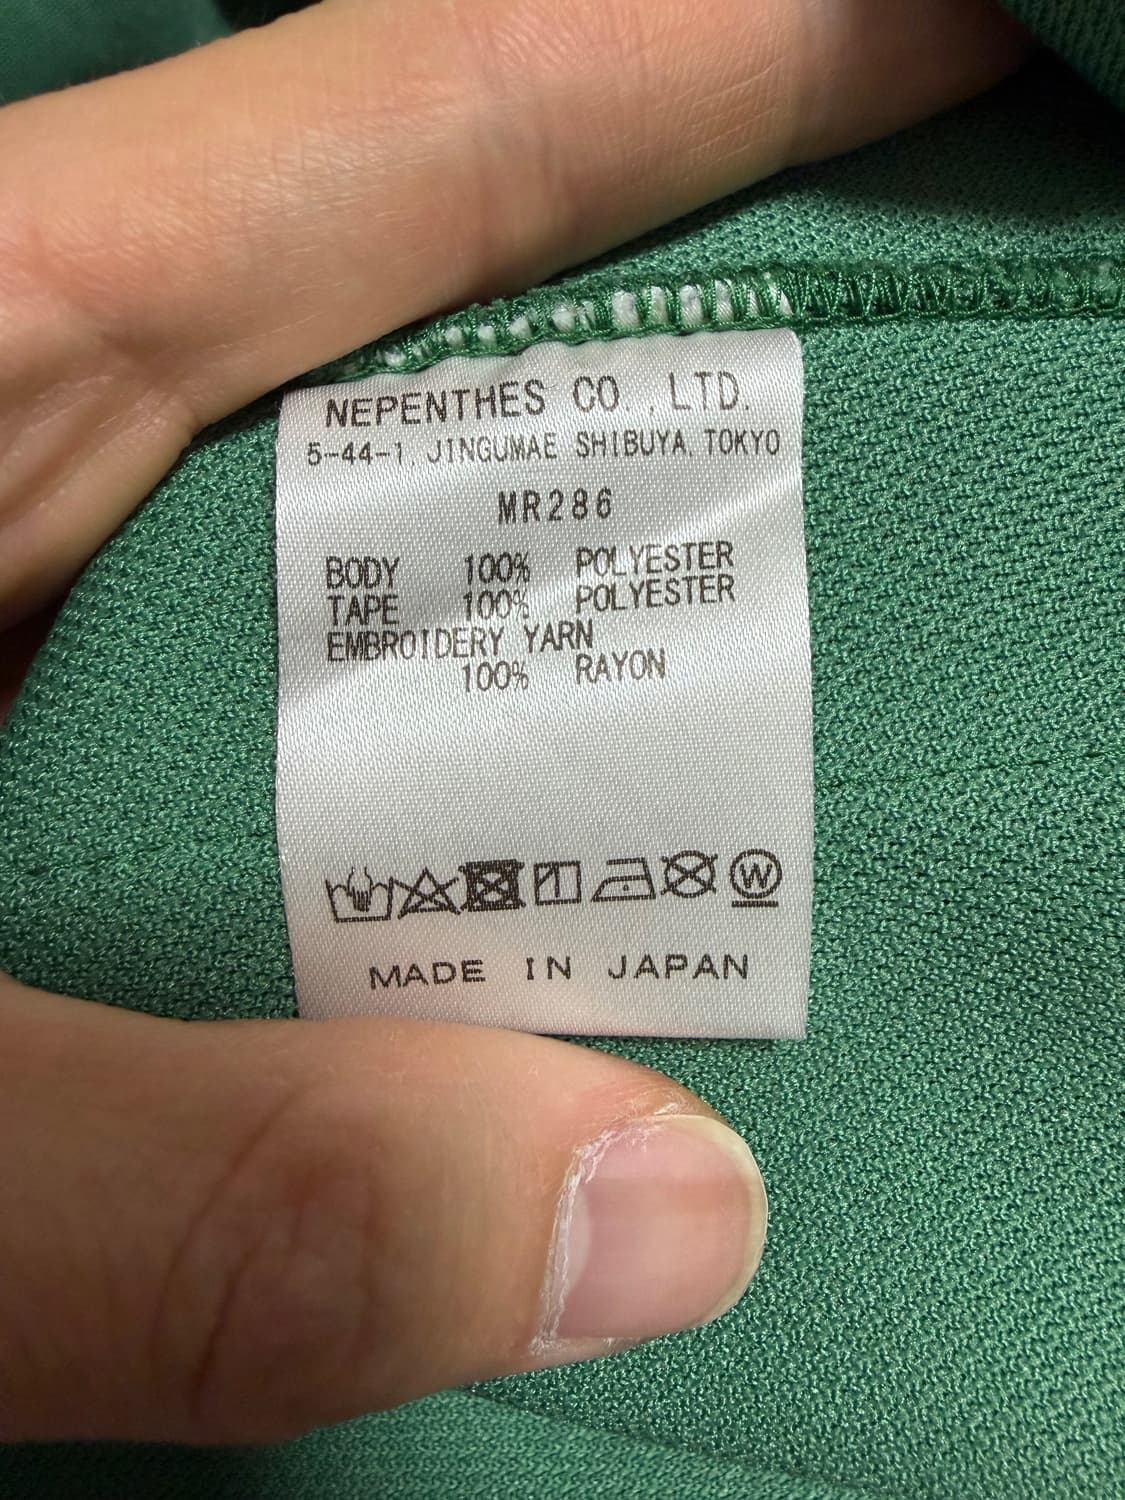 NEPENTHES CO., LTD.
5-44-1, JINGUMAE SHIBUYA, TOKYO
MR286
BODY 100% POLYESTER
TAPE 100% POLYESTER
EMBROIDERY YARN
100% RAYON
W
MADE IN JAPAN